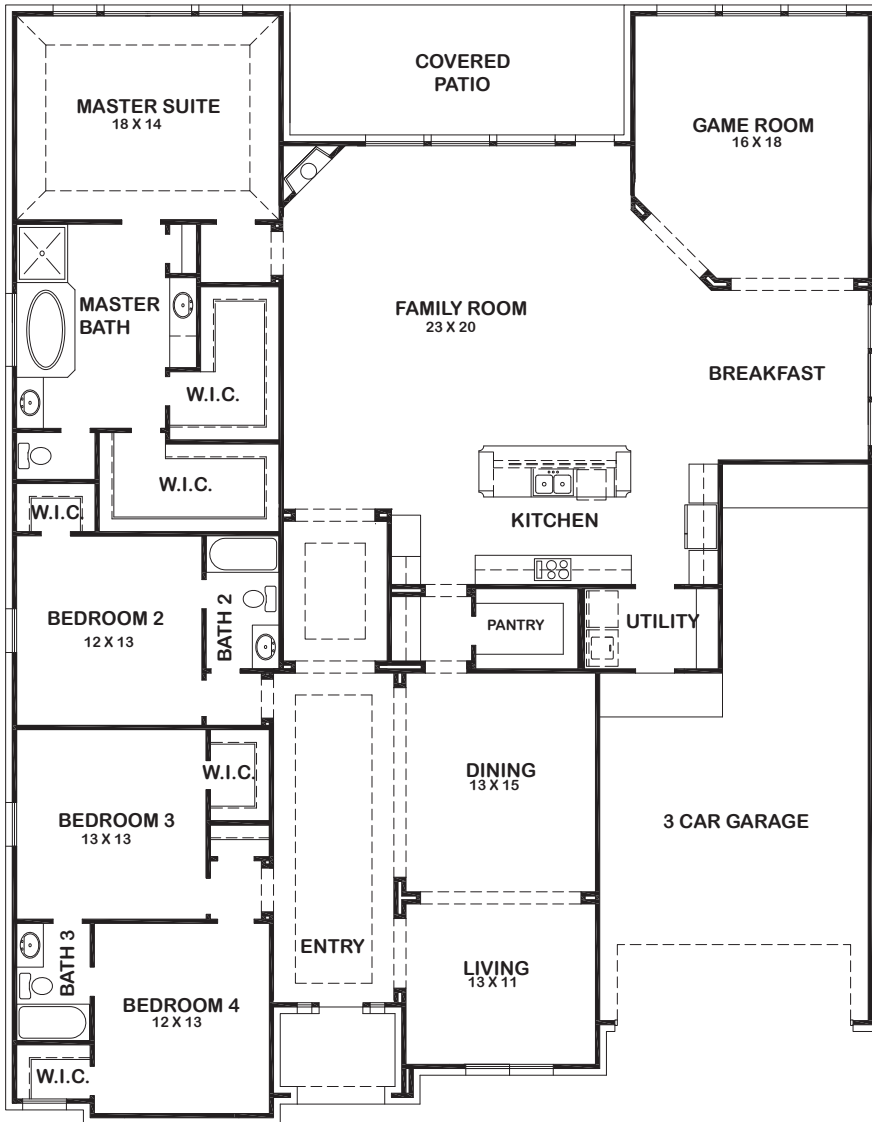 COVERED
PATIO
MASTER SUITE
18 X 14
GAME ROOM
16 X 18
MASTER
BATH
FAMILY ROOM
23 X 20
BREAKFAST
W.I.C.
W.I.C.
W.I.C.
KITCHEN
BEDROOM 2
12 X 13
BATH 2
PANTRY
UTILITY
W.I.C.
DINING
13 X 15
BEDROOM 3
13 X 13
3 CAR GARAGE
BATH 3
ENTRY
LIVING
13 X 11
BEDROOM 4
12 X 13
W.I.C.